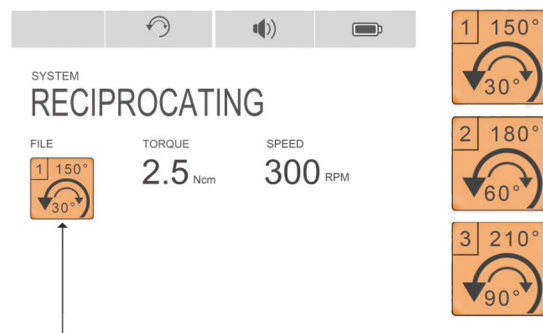 SYSTEM
RECIPROCATING
FILE TORQUE SPEED
1 150°
30°
2.5 Ncm 300 RPM
1 150°
30°
2 180°
60°
3 210°
90°